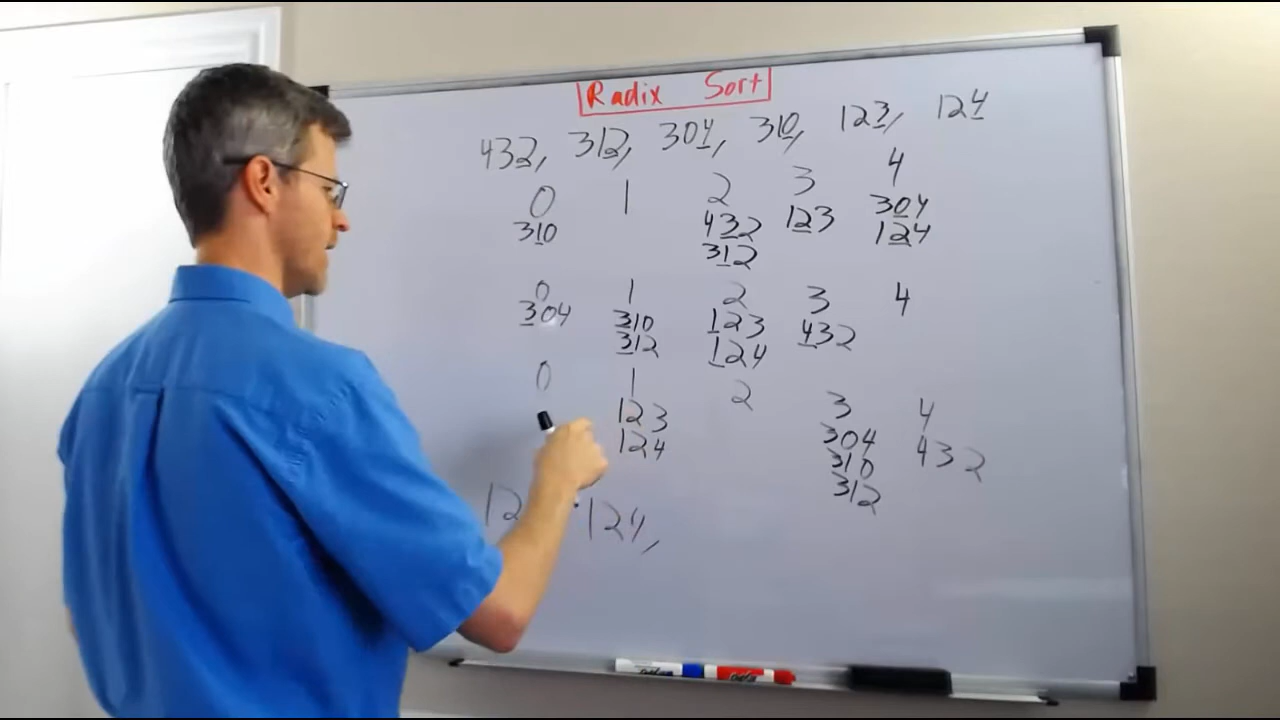 Radix Sort
432, 312, 304, 310, 123, 124
0 1 2 3 4
310 432 123 304
312 124
0 1 2 3 4
304 310 123 432
312 124
0 1 2 3 4
123 304 432
124 310
312
12 124,